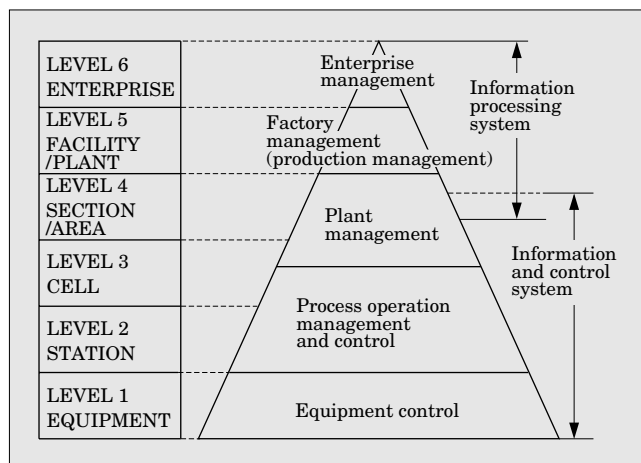 LEVEL 6
ENTERPRISE
LEVEL 5
FACILITY
/PLANT
LEVEL 4
SECTION
/AREA
LEVEL 3
CELL
LEVEL 2
STATION
LEVEL 1
EQUIPMENT
Enterprise
management
Factory
management
(production management)
Plant
management
Process operation
management
and control
Equipment control
Information
processing
system
Information
and control
system